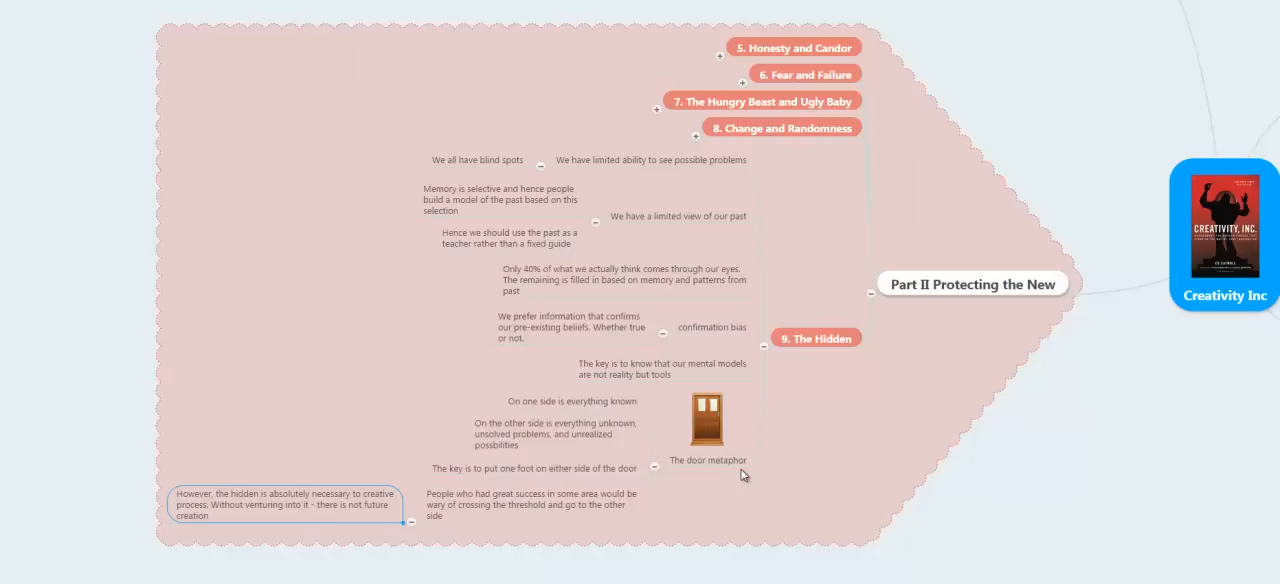 5. Honesty and Candor
6. Fear and Failure
7. The Hungry Beast and Ugly Baby
8. Change and Randomness
We all have blind spots
We have limited ability to see possible problems
Memory is selective and hence people
build a model of the past based on this
selection
We have a limited view of our past
Hence we should use the past as a
teacher rather than a fixed guide
Only 40% of what we actually think comes through our eyes.
The remaining is filled in based on memory and patterns from
past
We prefer information that confirms
our pre-existing beliefs. Whether true
or not.
confirmation bias
9. The Hidden
The key is to know that our mental models
are not reality but tools
On one side is everything known
On the other side is everything unknown,
unsolved problems, and unrealized
possbilities
The door metaphor
The key is to put one foot on either side of the door
People who had great success in some area would be
wary of crossing the threshold and go to the other
side
However, the hidden is absolutely necessary to creative
process. Without venturing into it - there is not future
creation
Part II Protecting the New
CREATIVITY, INC.
ED CATMULL
Creativity Inc